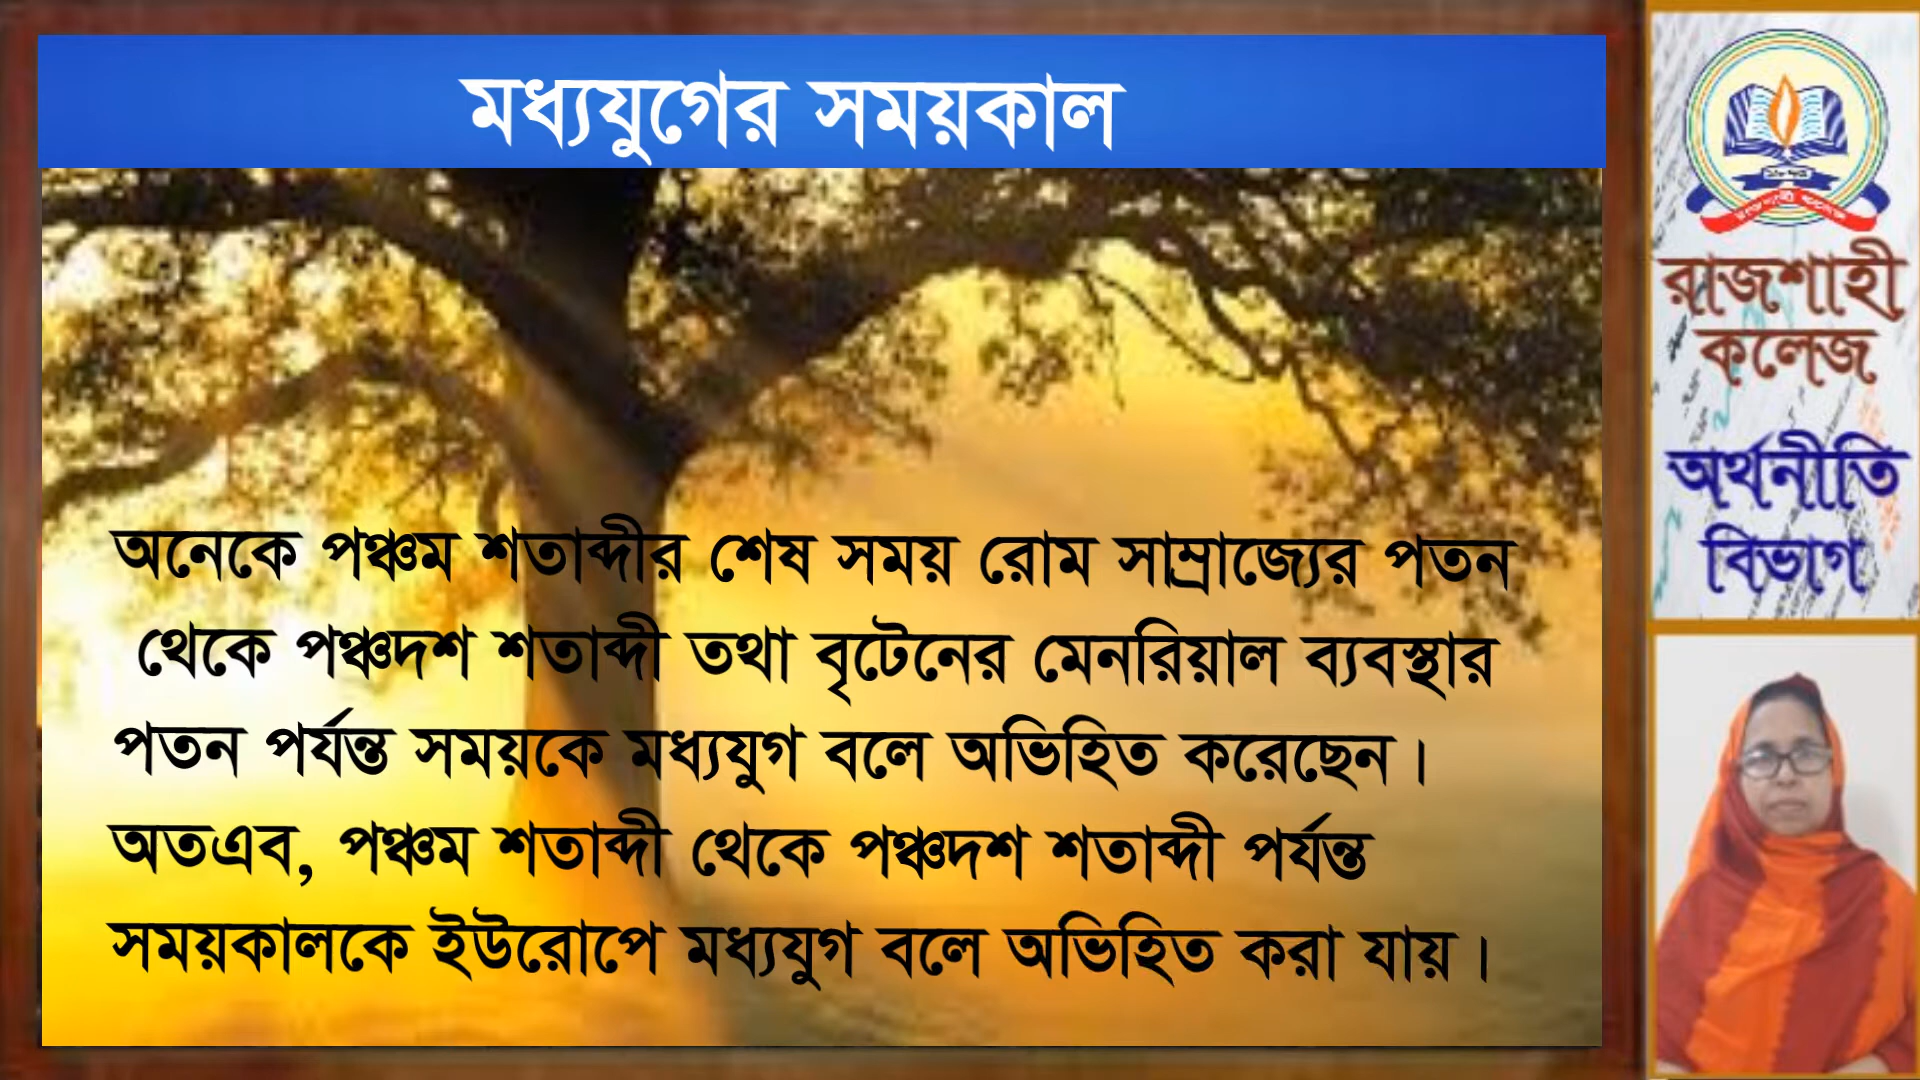 মধ্যযুগের সময়কাল
অনেকে পঞ্চম শতাব্দীর শেষ সময় রোম সাম্রাজ্যের পতন
থেকে পঞ্চদশ শতাব্দী তথা বৃটেনের মেনরিয়াল ব্যবস্থার
পতন পর্যন্ত সময়কে মধ্যযুগ বলে অভিহিত করেছেন।
অতএব, পঞ্চম শতাব্দী থেকে পঞ্চদশ শতাব্দী পর্যন্ত
সময়কালকে ইউরোপে মধ্যযুগ বলে অভিহিত করা যায়।
রাজশাহী
কলেজ
অর্থনীতি
বিভাগ